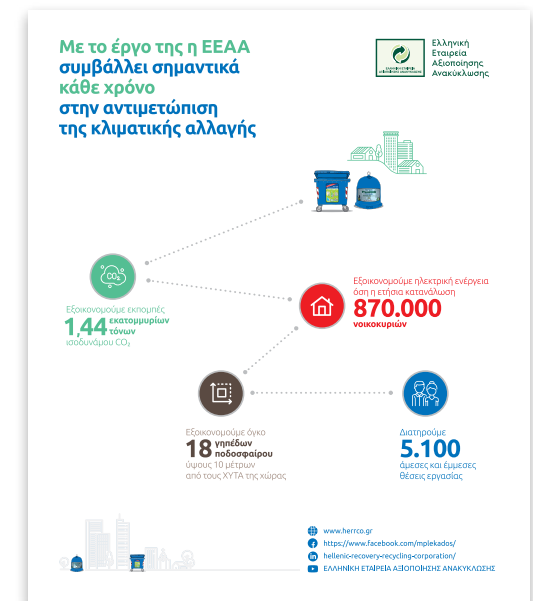 Με το έργο της η ΕΕΑΑ
συμβάλλει σημαντικά
κάθε χρόνο
στην αντιμετώπιση
της κλιματικής αλλαγής
Ελληνική
Εταιρεία
Αξιοποίησης
Ανακύκλωσης
CO₂
Εξοικονομούμε εκπομπές
1,44 εκατομμυρίων
τόνων
ισοδυνάμου CO₂
Εξοικονομούμε ηλεκτρική ενέργεια
όση η ετήσια κατανάλωση
870.000
νοικοκυριών
Εξοικονομούμε όγκο
18 γηπέδων
ποδοσφαίρου
ύψους 10 μέτρων
από τους ΧΥΤΑ της χώρας
Διατηρούμε
5.100
άμεσες και έμμεσες
θέσεις εργασίας
www.herrco.gr
https://www.facebook.com/mplekados/
hellenic-recovery-recycling-corporation/
ΕΛΛΗΝΙΚΗ ΕΤΑΙΡΕΙΑ ΑΞΙΟΠΟΙΗΣΗΣ ΑΝΑΚΥΚΛΩΣΗΣ